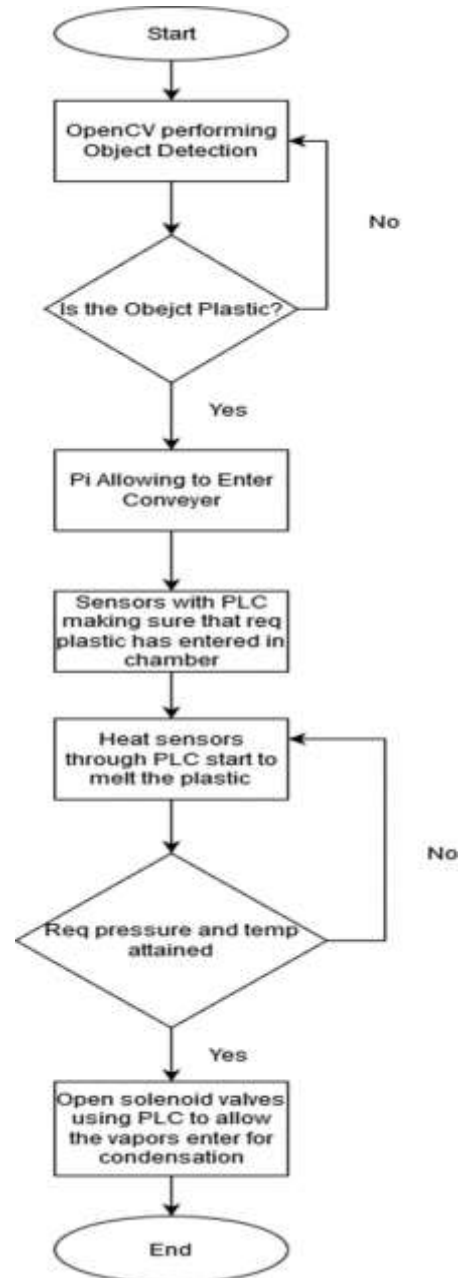 Start
OpenCV performing
Object Detection
No
Is the Obejct Plastic?
Yes
Pi Allowing to Enter
Conveyer
Sensors with PLC
making sure that req
plastic has entered in
chamber
Heat sensors
through PLC start to
melt the plastic
No
Req pressure and temp
attained
Yes
Open solenoid valves
using PLC to allow
the vapors enter for
condensation
End